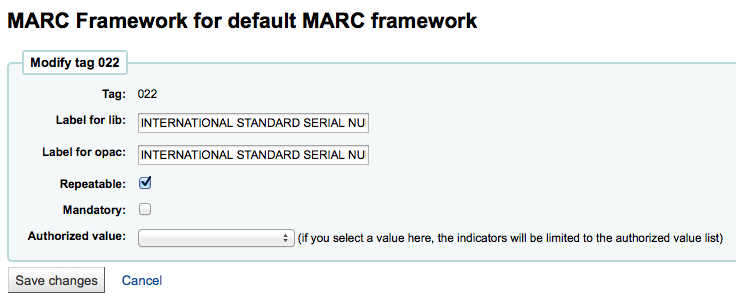 MARC Framework for default MARC framework
Modify tag 022
Tag: 022
Label for lib: INTERNATIONAL STANDARD SERIAL NU
Label for opac: INTERNATIONAL STANDARD SERIAL NU
Repeatable:
Mandatory:
Authorized value: (if you select a value here, the indicators will be limited to the authorized value list)
Save changes Cancel